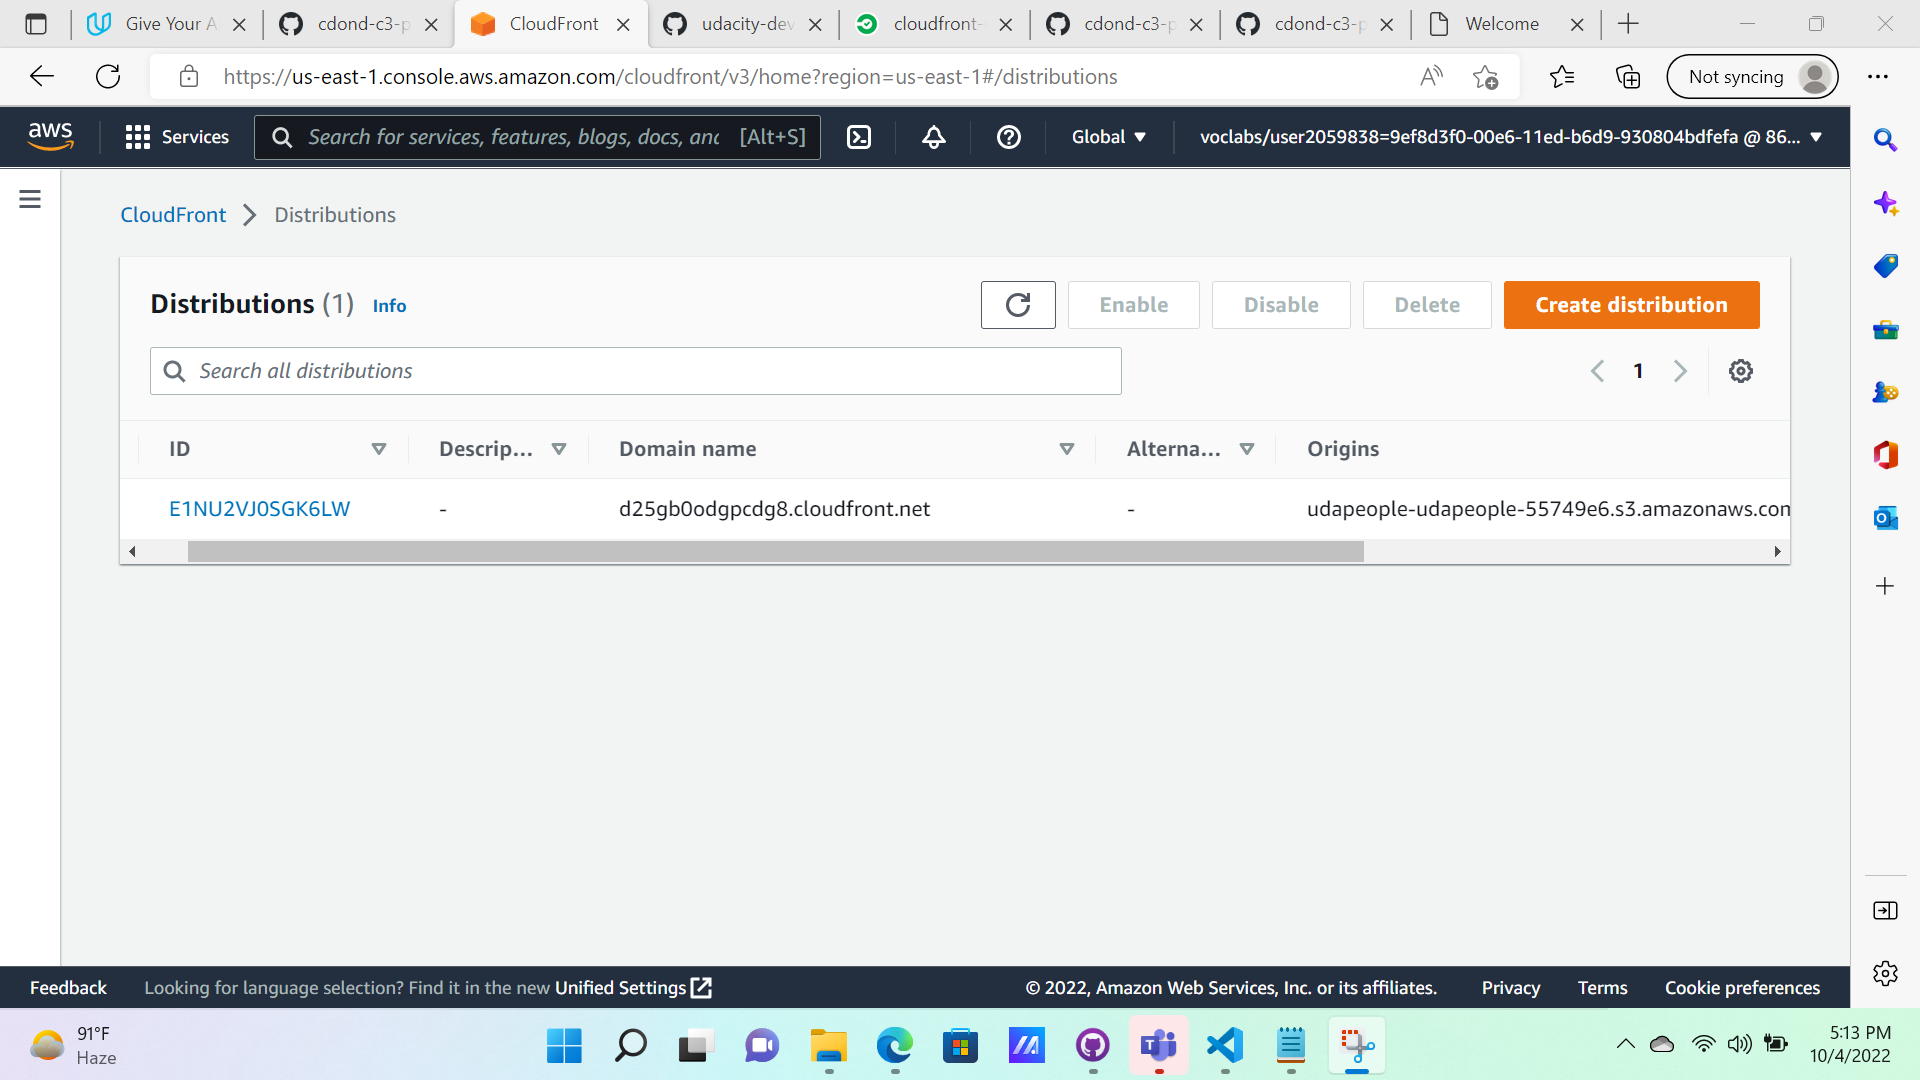 Give Your A
cdond-c3-p
CloudFront
udacity-dev
cloudfront-
cdond-c3-p
cdond-c3-p
Welcome
https://us-east-1.console.aws.amazon.com/cloudfront/v3/home?region=us-east-1#/distributions
A
Not syncing
aws
Services
Search for services, features, blogs, docs, and
[Alt+S]
Global
voclabs/user2059838=9ef8d3f0-00e6-11ed-b6d9-930804bdfefa @ 86...
CloudFront
Distributions
Distributions (1)
Info
Enable
Disable
Delete
Create distribution
Search all distributions
1
ID
Descrip...
Domain name
Alterna...
Origins
E1NU2VJ0SGK6LW
-
d25gb0odgpcdg8.cloudfront.net
-
udapeople-udapeople-55749e6.s3.amazonaws.com
Feedback
Looking for language selection? Find it in the new Unified Settings
© 2022, Amazon Web Services, Inc. or its affiliates.
Privacy
Terms
Cookie preferences
91°F
Haze
5:13 PM
10/4/2022